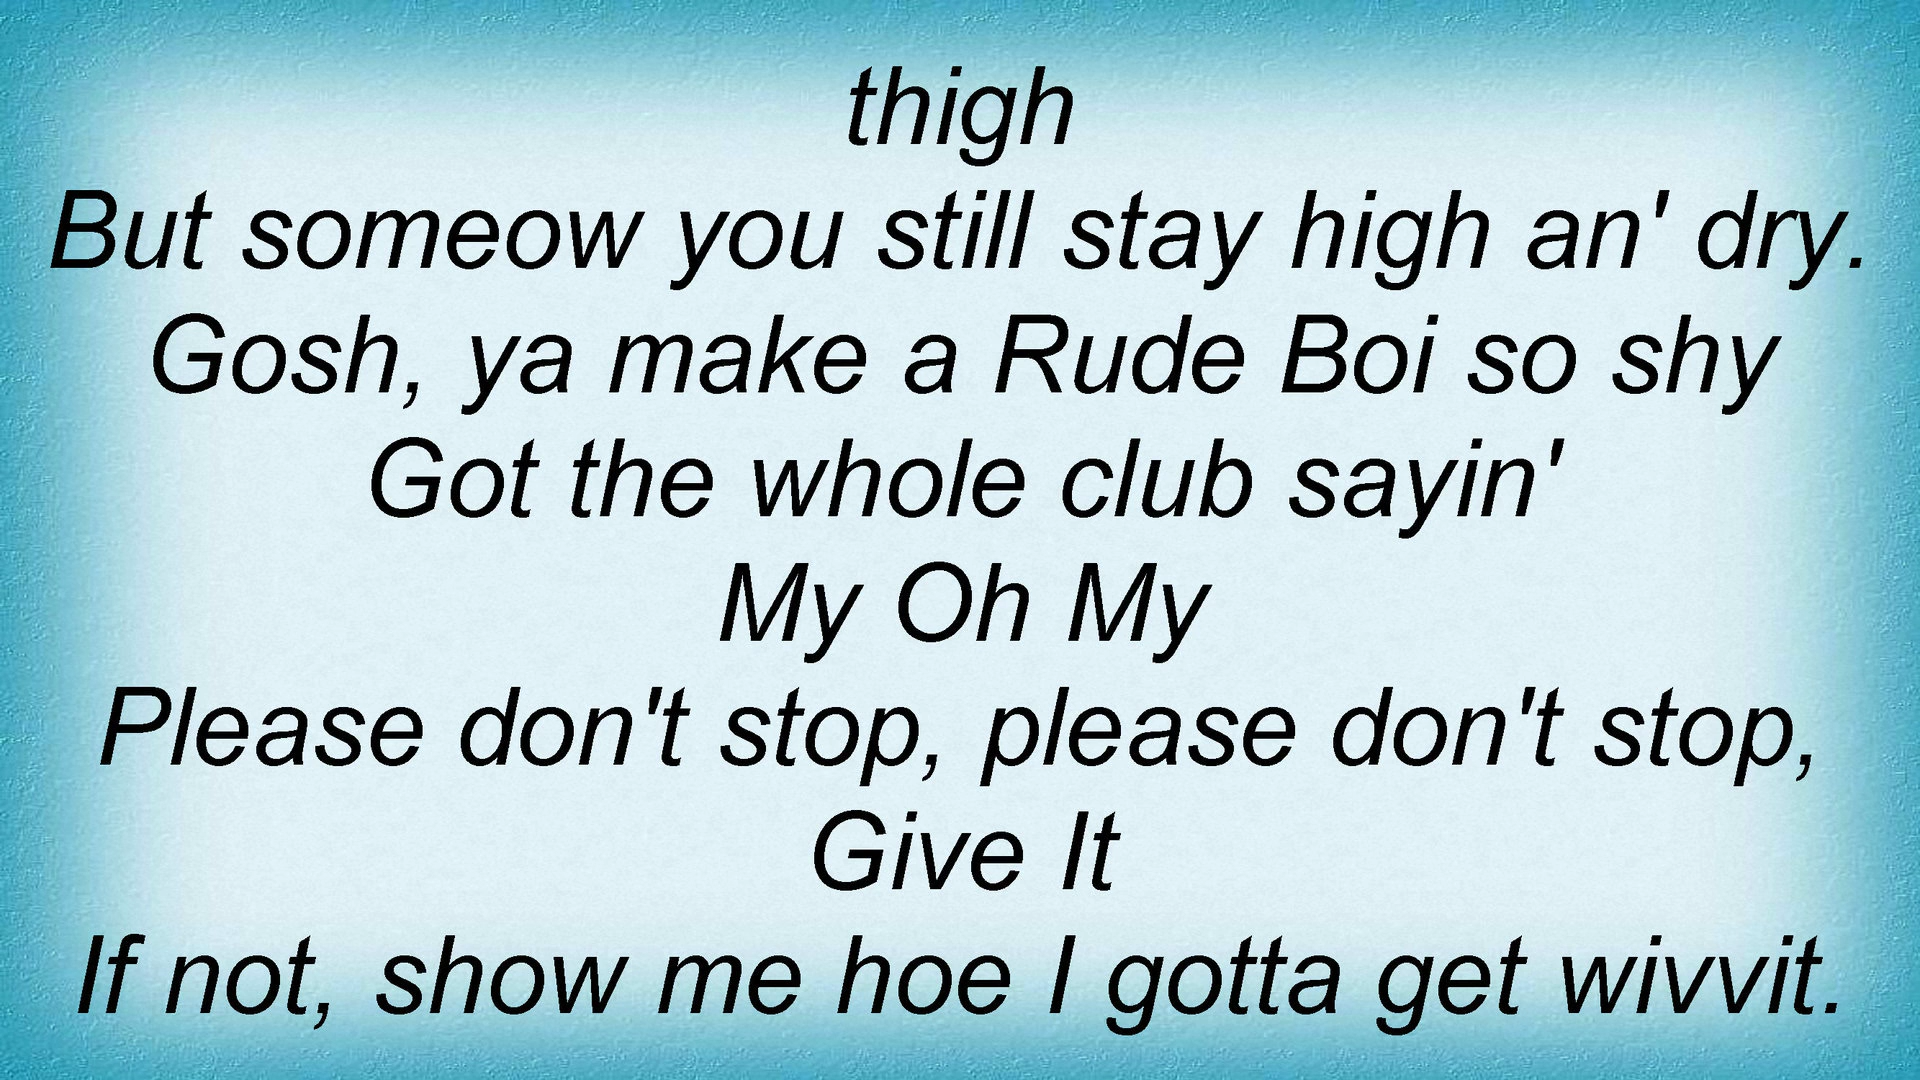 thigh
But someow you still stay high an' dry.
Gosh, ya make a Rude Boi so shy
Got the whole club sayin'
My Oh My
Please don't stop, please don't stop,
Give It
If not, show me hoe I gotta get wivvit.